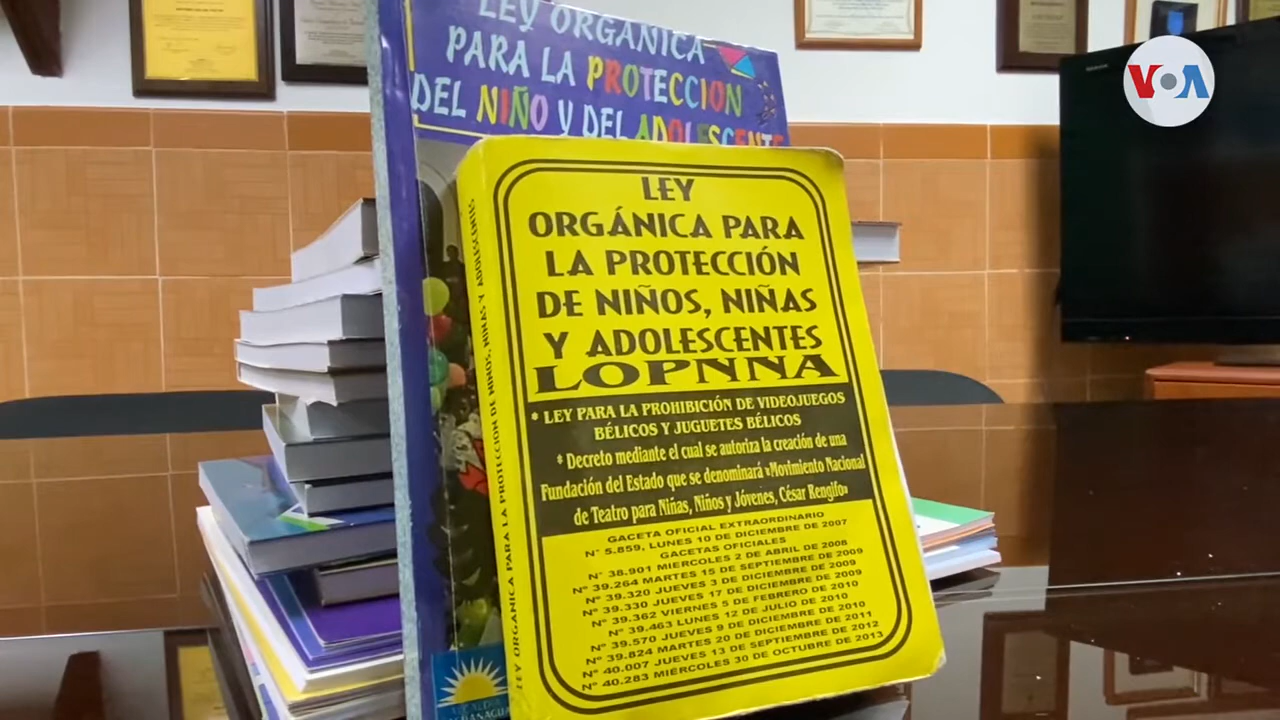 LEY ORGÁNICA
PARA LA PROTECCION
DEL NIÑO Y DEL ADOLESCENTE
VOA
LEY
ORGÁNICA PARA
LA PROTECCIÓN
DE NIÑOS, NIÑAS
Y ADOLESCENTES
LOPNNA
* LEY PARA LA PROHIBICIÓN DE VIDEOJUEGOS
BÉLICOS Y JUGUETES BÉLICOS
* Decreto mediante el cual se autoriza la creación de una
Fundación del Estado que se denominará «Movimiento Nacional
de Teatro para Niñas, Niños y Jóvenes, César Rengifo»
GACETA OFICIAL EXTRAORDINARIO
N° 5.859, LUNES 10 DE DICIEMBRE DE 2007
GACETAS OFICIALES
N° 38.901 MIERCOLES 2 DE ABRIL DE 2008
N° 39.264 MARTES 15 DE SEPTIEMBRE DE 2009
N° 39.320 JUEVES 3 DE DICIEMBRE DE 2009
N° 39.330 JUEVES 17 DE DICIEMBRE DE 2009
N° 39.362 VIERNES 5 DE FEBRERO DE 2010
N° 39.463 LUNES 12 DE JULIO DE 2010
N° 39.570 JUEVES 9 DE DICIEMBRE DE 2010
N° 39.824 MARTES 20 DE DICIEMBRE DE 2011
N° 40.007 JUEVES 13 DE SEPTIEMBRE DE 2012
N° 40.283 MIÉRCOLES 30 DE OCTUBRE DE 2013
LEY ORGANICA PARA LA PROTECCIÓN DE NIÑOS, NIÑAS Y ADOLESCENTES